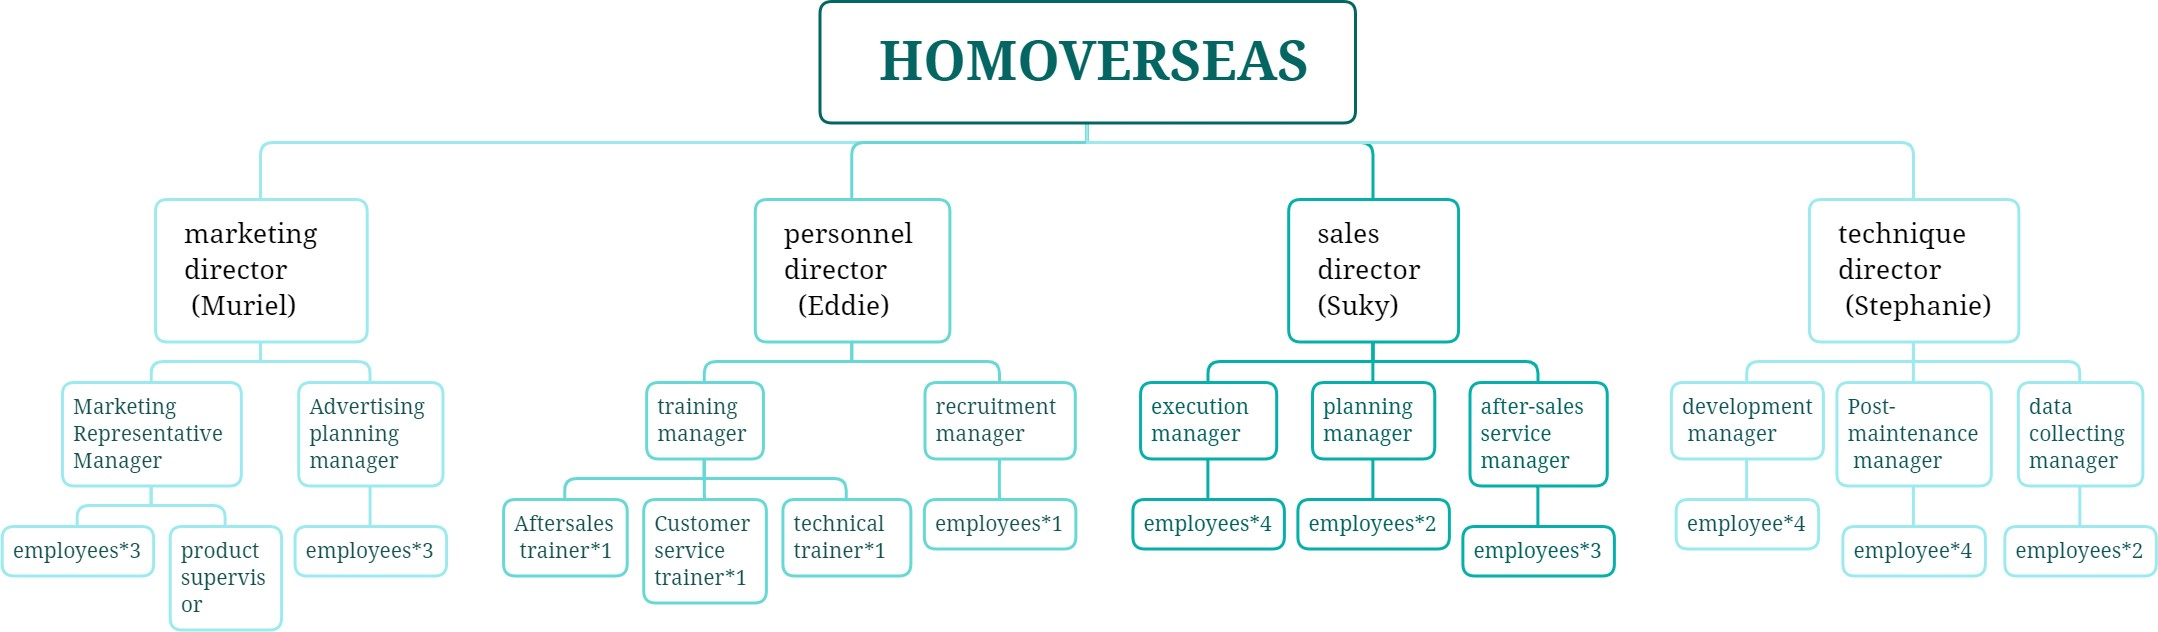 HOMOVERSEAS
marketing
director
(Muriel)
personnel
director
(Eddie)
sales
director
(Suky)
technique
director
(Stephanie)
Marketing
Representative
Manager
Advertising
planning
manager
training
manager
recruitment
manager
execution
manager
planning
manager
after-sales
service
manager
development
manager
Post-
maintenance
manager
data
collecting
manager
employees*3
product
supervis
or
employees*3
Aftersales
trainer*1
Customer
service
trainer*1
technical
trainer*1
employees*1
employees*4
employees*2
employees*3
employee*4
employee*4
employees*2